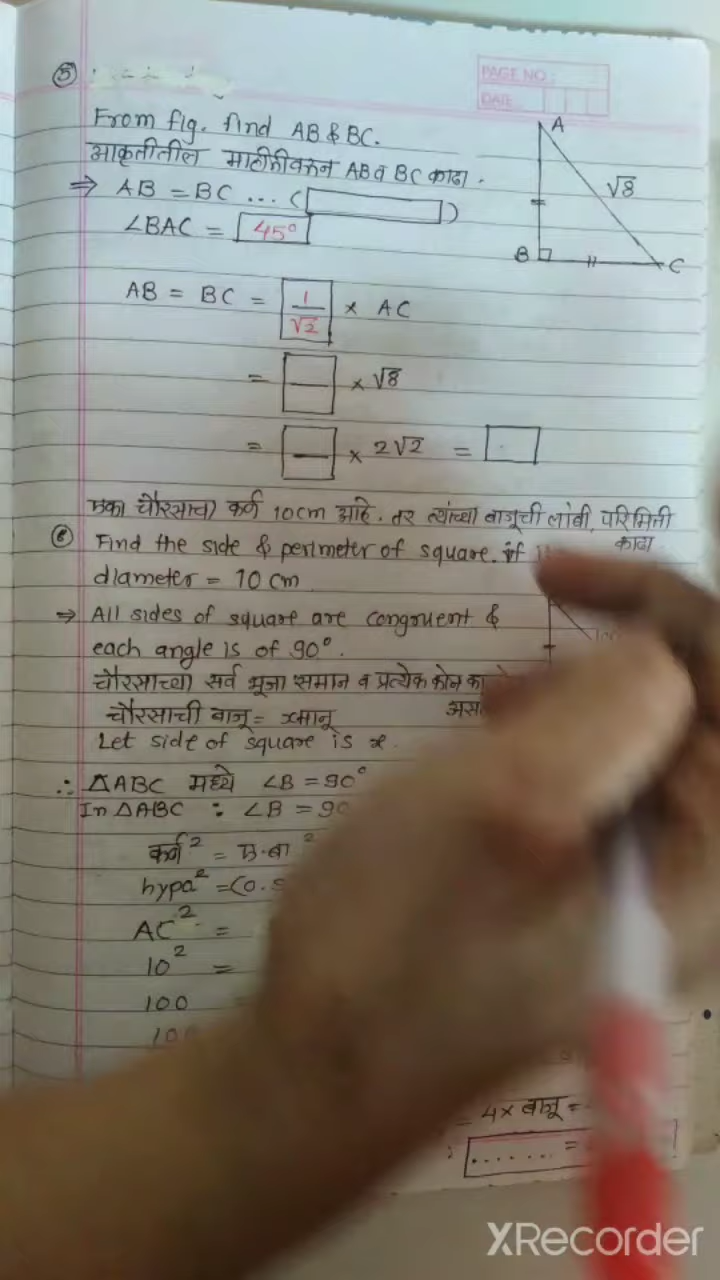 ⑤
PAGE NO.:
DATE:
From fig. find AB & BC.
आकृतीतील माहीतीवरून AB व BC काढा.
A
√8
B
C
⇒ AB = BC ... ( )
∠BAC = 45°
AB = BC = 1/√2 × AC
= — × √8
= — × 2√2 =
एका चौरसाचा कर्ण 10cm आहे. तर त्यांच्या बाजूची लांबी, परिमिती
काढा
⑥ Find the side & perimeter of square. if
diameter = 10 cm
⇒ All sides of square are congruent &
each angle is of 90°.
चौरसाच्या सर्व भूजा समान व प्रत्येक कोन
चौरसाची बाजू = x मानू
Let side of square is x.
∴ △ABC मध्ये ∠B = 90°
In △ABC : ∠B = 90
कर्ण² =
hypo² =
AC² =
10² =
100
= 4 × बाजू =
....... =
XRecorder